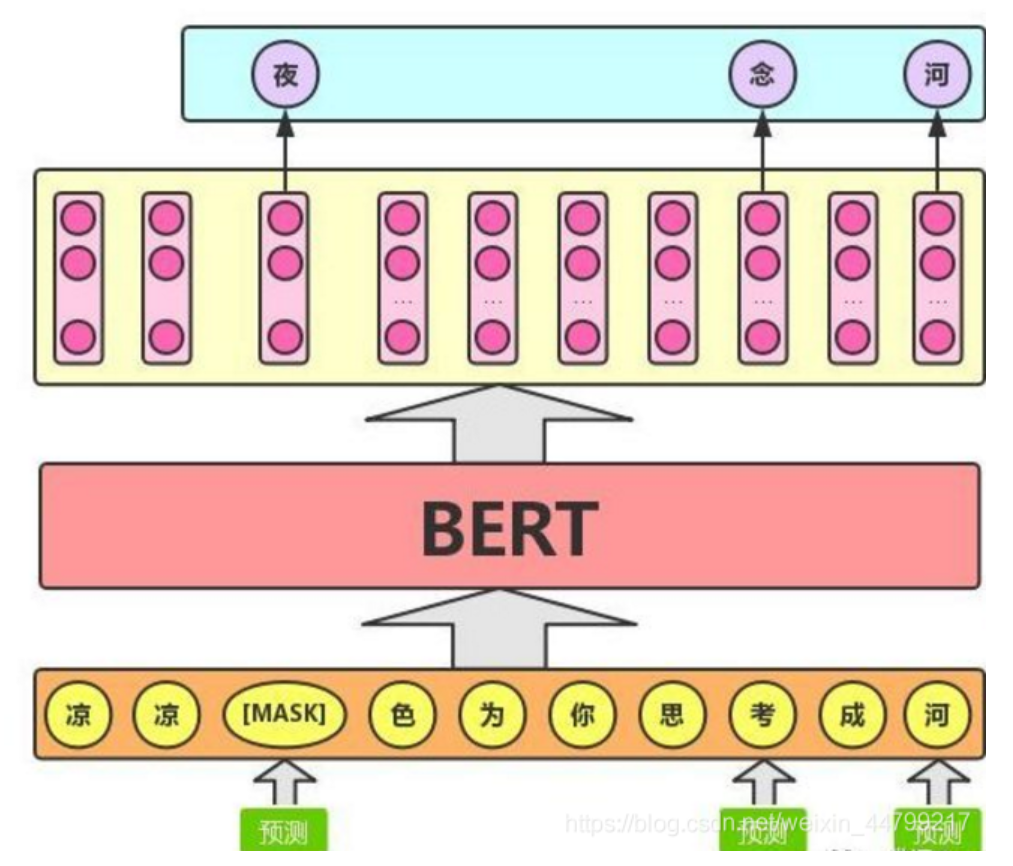 夜 念 河
... ... ... ... ... ... ...
BERT
凉 凉 [MASK] 色 为 你 思 考 成 河
预测 预测 预测
https://blog.csdn.net/weixin_44799217